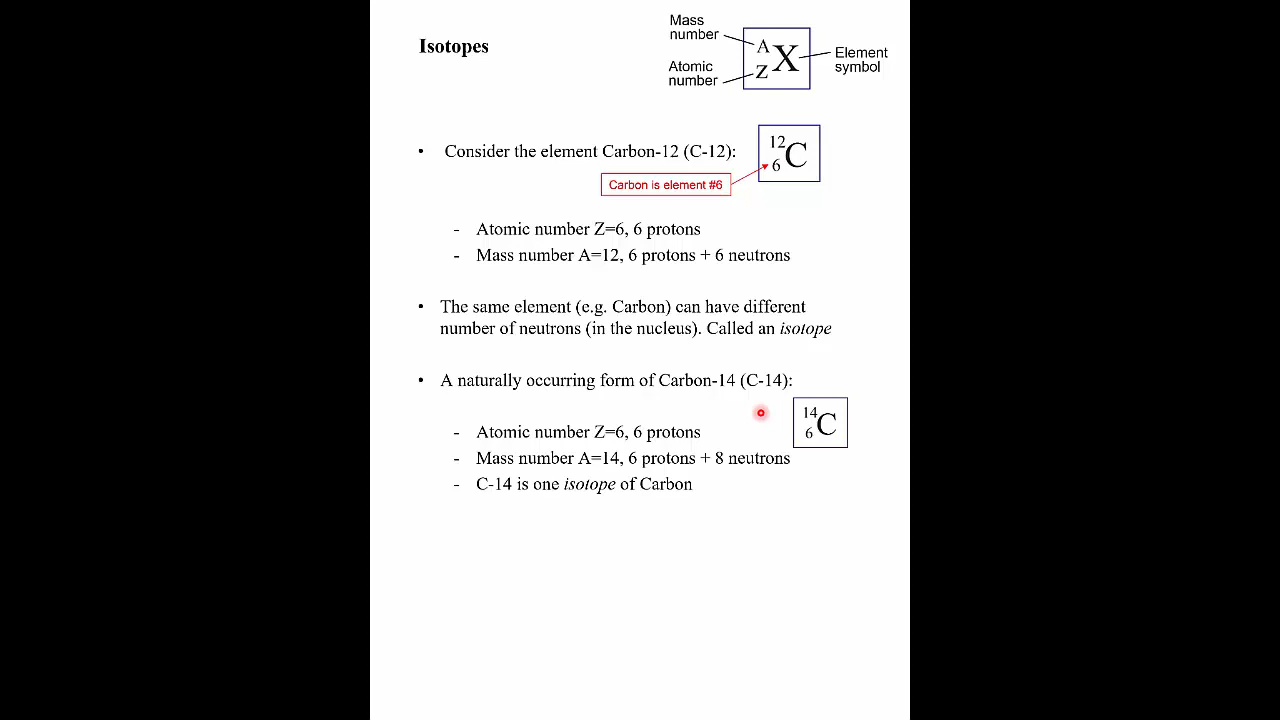 Isotopes
Mass
number
Atomic
number
A
Z
X
Element
symbol
• Consider the element Carbon-12 (C-12):
12
6
C
Carbon is element #6
- Atomic number Z=6, 6 protons
- Mass number A=12, 6 protons + 6 neutrons
• The same element (e.g. Carbon) can have different
number of neutrons (in the nucleus). Called an isotope
• A naturally occurring form of Carbon-14 (C-14):
14
6
C
- Atomic number Z=6, 6 protons
- Mass number A=14, 6 protons + 8 neutrons
- C-14 is one isotope of Carbon